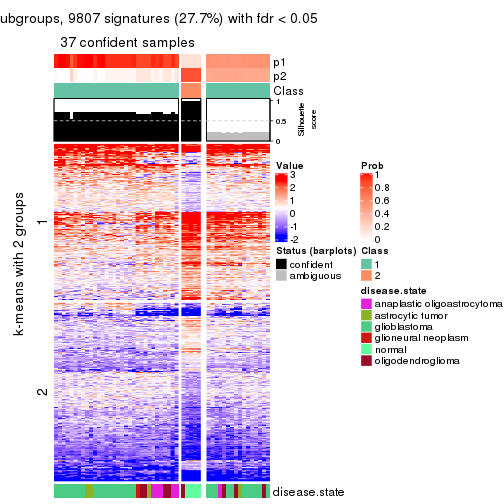 ubgroups, 9807 signatures (27.7%) with fdr < 0.05
37 confident samples
p1
p2
Class
1
0.5
0
Silhouette
score
k-means with 2 groups
1
2
Value
3
2
1
0
-1
-2
Prob
1
0.8
0.6
0.4
0.2
0
Status (barplots)
confident
ambiguous
Class
1
2
disease.state
anaplastic oligoastrocytoma
astrocytic tumor
glioblastoma
glioneural neoplasm
normal
oligodendroglioma
disease.state